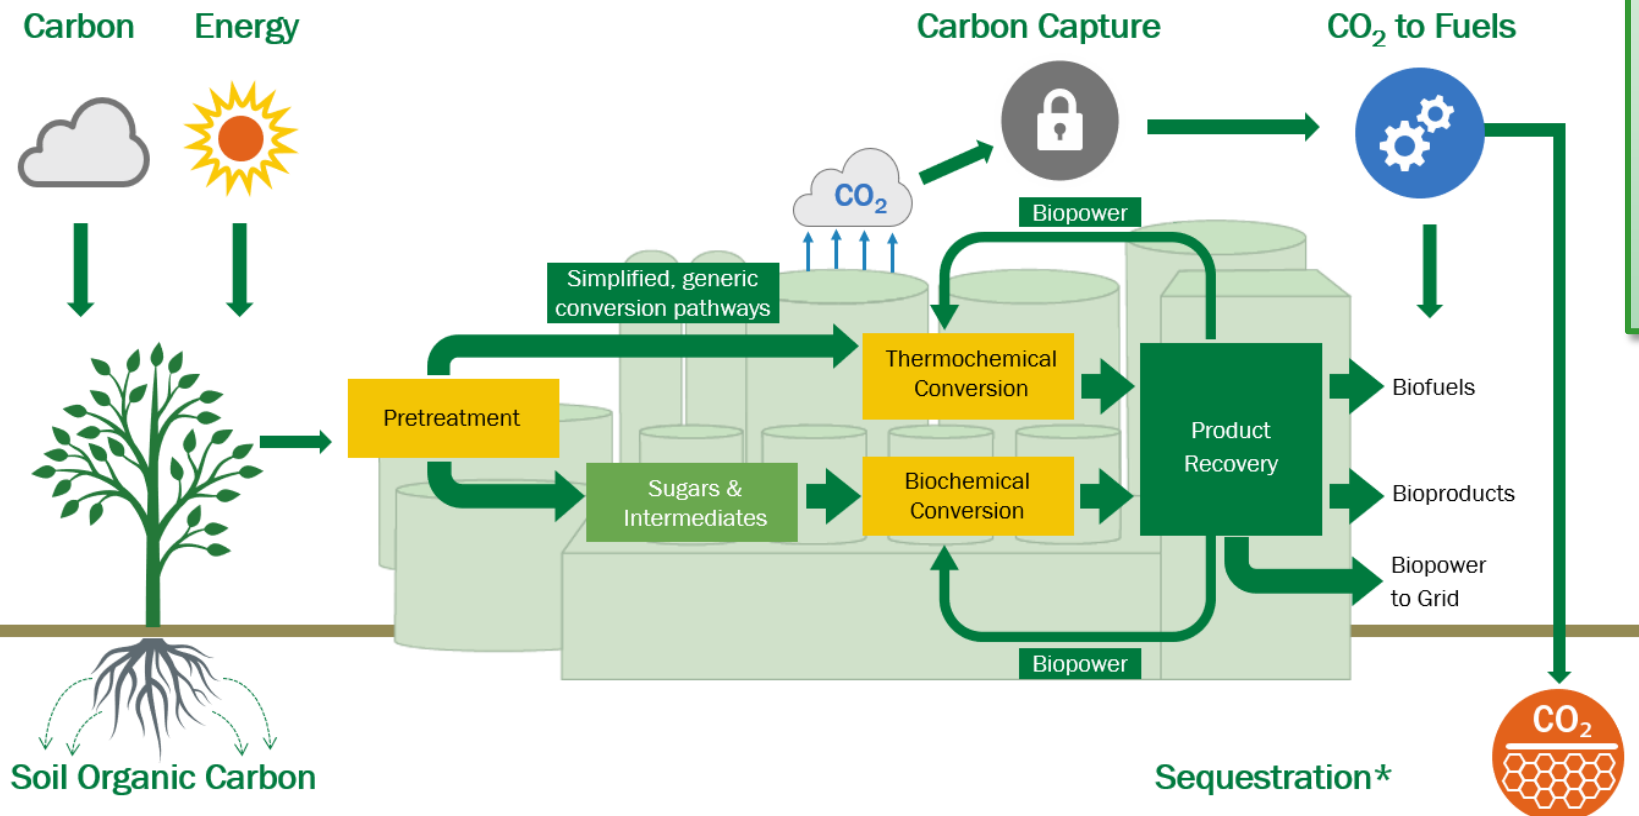 Carbon
Energy
Carbon Capture
CO₂ to Fuels
CO₂
Biopower
Simplified, generic
conversion pathways
Thermochemical
Conversion
Pretreatment
Product
Recovery
Biofuels
Sugars &
Intermediates
Biochemical
Conversion
Bioproducts
Biopower
to Grid
Biopower
CO₂
Soil Organic Carbon
Sequestration*